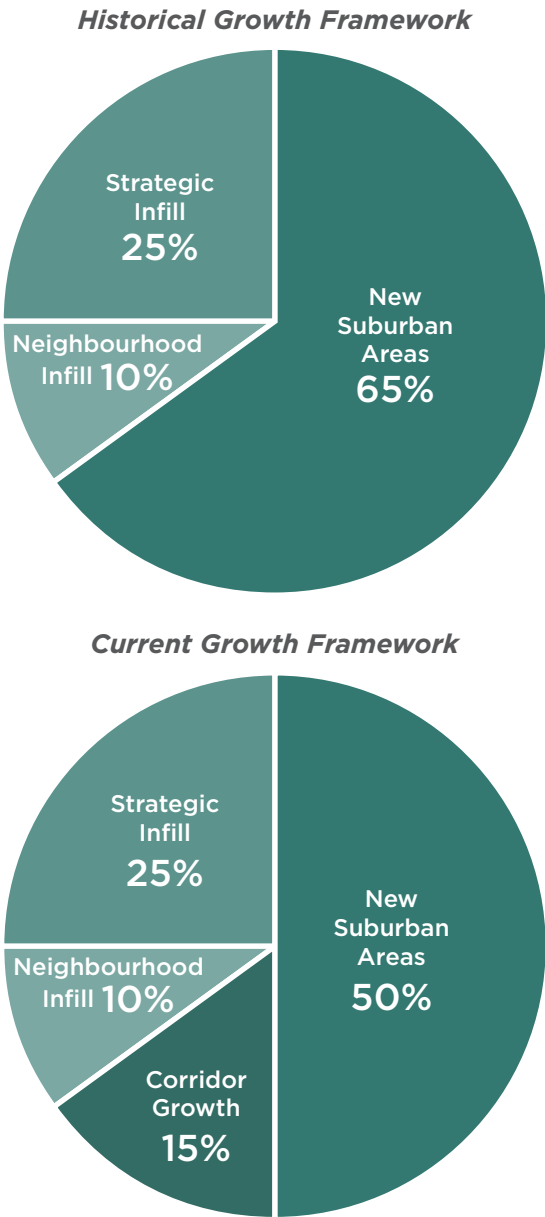 Historical Growth Framework
Strategic
Infill
25%
New
Suburban
Areas
65%
Neighbourhood
Infill 10%
Current Growth Framework
Strategic
Infill
25%
New
Suburban
Areas
50%
Neighbourhood
Infill 10%
Corridor
Growth
15%